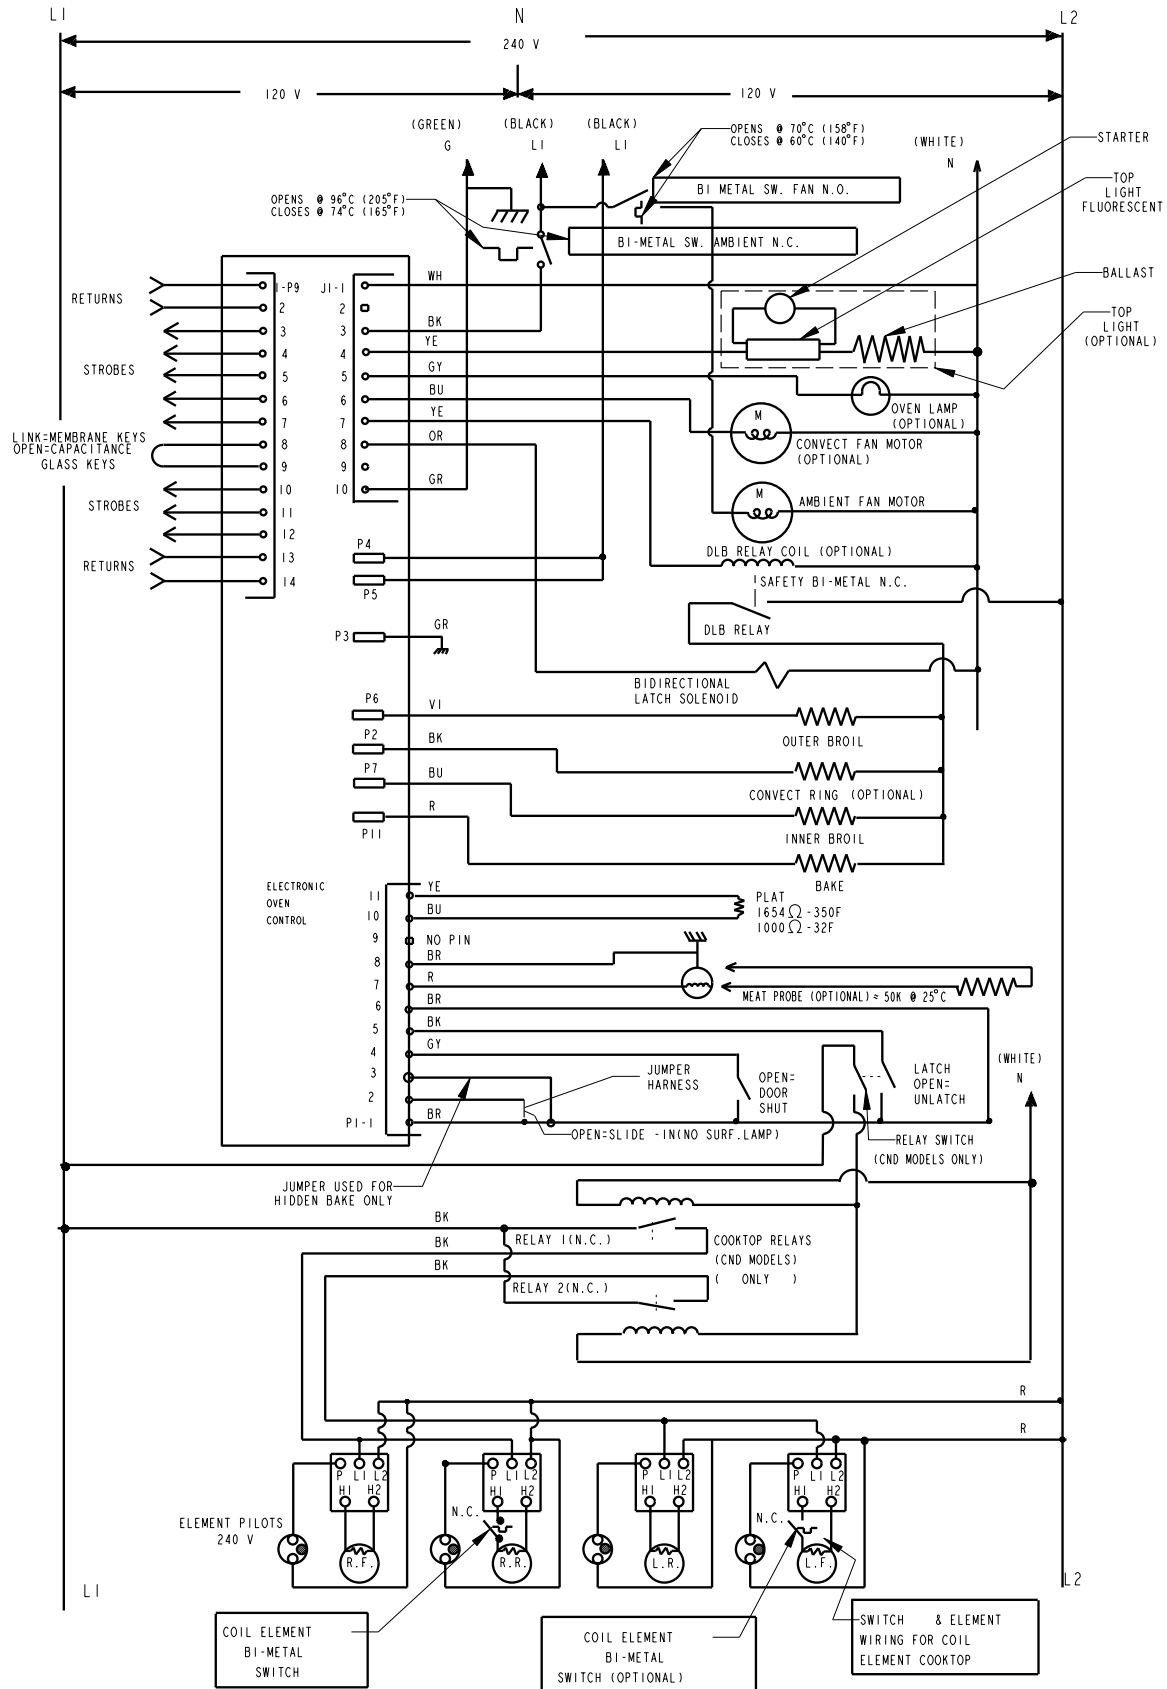 L1
N
L2
240 V
120 V
120 V
(GREEN)
G
(BLACK)
L1
(BLACK)
L1
OPENS @ 70°C (158°F)
CLOSES @ 60°C (140°F)
(WHITE)
N
STARTER
TOP
LIGHT
FLUORESCENT
BI METAL SW. FAN N.O.
OPENS @ 96°C (205°F)
CLOSES @ 74°C (165°F)
BI-METAL SW. AMBIENT N.C.
BALLAST
TOP
LIGHT
(OPTIONAL)
RETURNS
STROBES
LINK=MEMBRANE KEYS
OPEN=CAPACITANCE
GLASS KEYS
STROBES
RETURNS
1-P9
2
3
4
5
6
7
8
9
10
11
12
13
14
J1-1
2
3
4
5
6
7
8
9
10
WH
BK
YE
GY
BU
YE
OR
GR
OVEN LAMP
(OPTIONAL)
M
CONVECT FAN MOTOR
(OPTIONAL)
M
AMBIENT FAN MOTOR
DLB RELAY COIL (OPTIONAL)
SAFETY BI-METAL N.C.
DLB RELAY
P4
P5
P3
GR
BIDIRECTIONAL
LATCH SOLENOID
P6
VI
OUTER BROIL
P2
BK
CONVECT RING (OPTIONAL)
P7
BU
INNER BROIL
P11
R
BAKE
ELECTRONIC
OVEN
CONTROL
11
10
9
8
7
6
5
4
3
2
P1-1
YE
BU
NO PIN
BR
R
BR
BK
GY
BR
PLAT
1654Ω-350F
1000Ω-32F
MEAT PROBE (OPTIONAL) ≈ 50K @ 25°C
JUMPER
HARNESS
OPEN=
DOOR
SHUT
LATCH
OPEN=
UNLATCH
(WHITE)
N
OPEN=SLIDE -IN(NO SURF.LAMP)
RELAY SWITCH
(CND MODELS ONLY)
JUMPER USED FOR
HIDDEN BAKE ONLY
BK
RELAY 1(N.C.)
BK
BK
RELAY 2(N.C.)
COOKTOP RELAYS
(CND MODELS)
( ONLY )
R
R
P L1 L2
H1 H2
R.F.
P L1 L2
H1 H2
N.C.
R.R.
P L1 L2
H1 H2
L.R.
P L1 L2
H1 H2
N.C.
L.F.
ELEMENT PILOTS
240 V
L1
L2
COIL ELEMENT
BI-METAL
SWITCH
COIL ELEMENT
BI-METAL
SWITCH (OPTIONAL)
SWITCH & ELEMENT
WIRING FOR COIL
ELEMENT COOKTOP